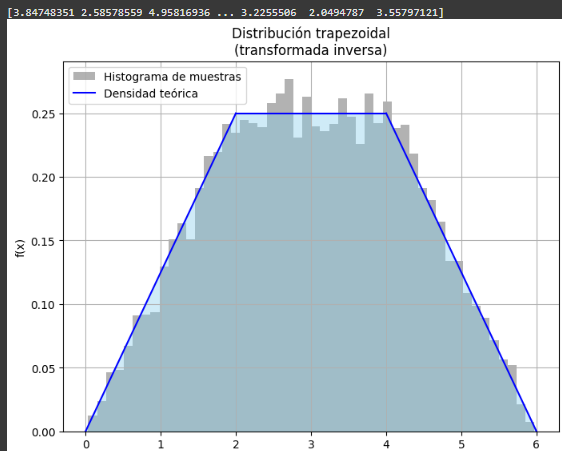 [3.84748351 2.58578559 4.95816936 ... 3.2255506  2.0494787  3.55797121]
Distribución trapezoidal
(transformada inversa)
Histograma de muestras
Densidad teórica
f(x)
0.25
0.20
0.15
0.10
0.05
0.00
0 1 2 3 4 5 6